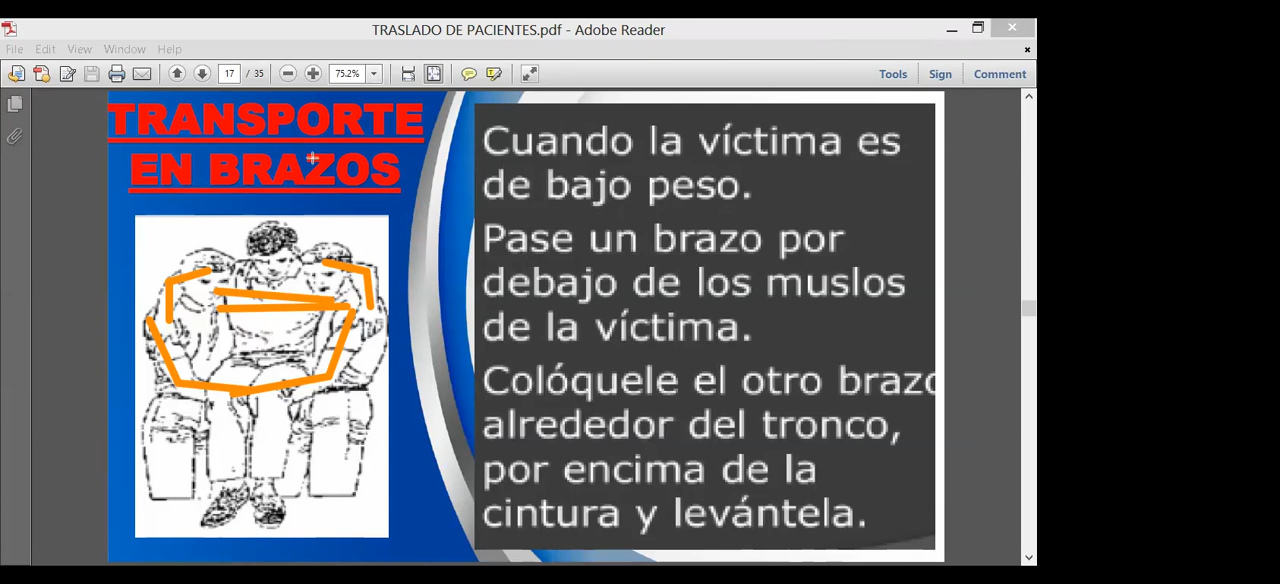 TRASLADO DE PACIENTES.pdf - Adobe Reader
File Edit View Window Help
17 / 35 75.2% Tools Sign Comment
TRANSPORTE
EN BRAZOS
Cuando la víctima es
de bajo peso.
Pase un brazo por
debajo de los muslos
de la víctima.
Colóquele el otro brazo
alrededor del tronco,
por encima de la
cintura y levántela.